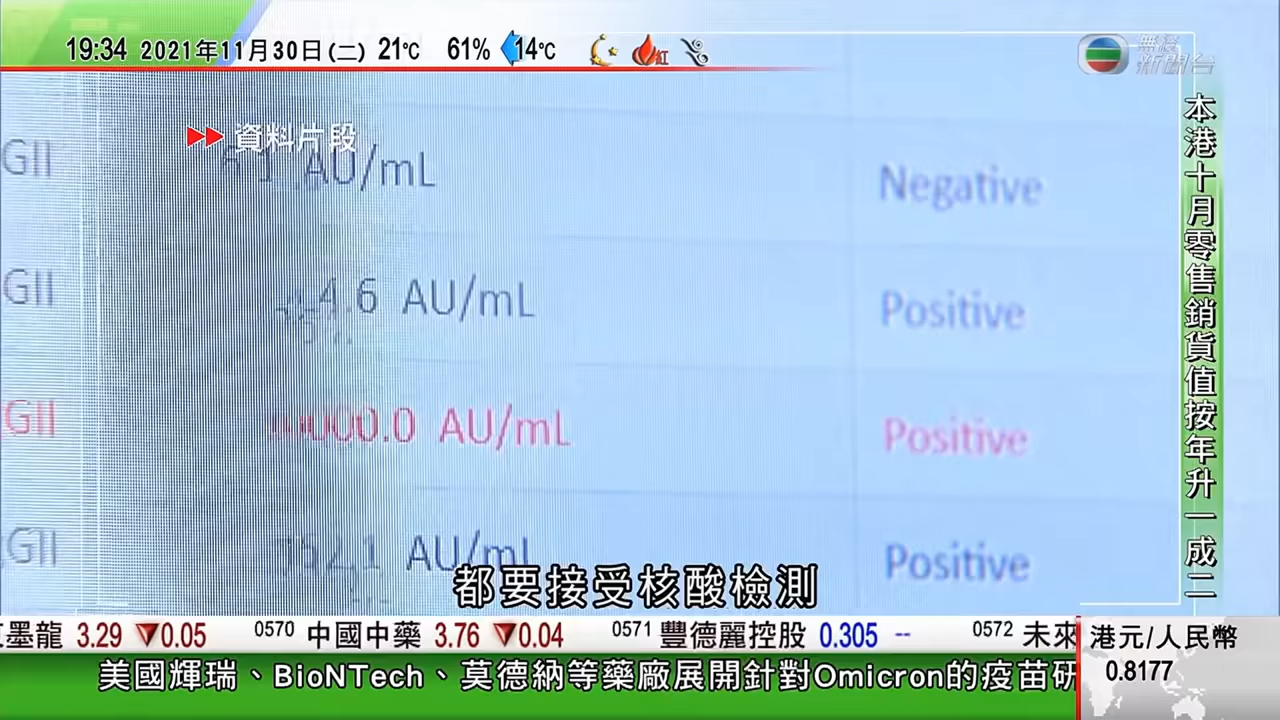 19:34 2021年11月30日(二) 21℃ 61% 14℃ 紅
無綫新聞台
資料片段
GII AU/mL Negative
GII 4.6 AU/mL Positive
GII 0000.0 AU/mL Positive
GII 52.1 AU/mL Positive
本港十月零售銷貨值按年升一成二
都要接受核酸檢測
墨龍 3.29 ▼0.05 0570 中國中藥 3.76 ▼0.04 0571 豐德麗控股 0.305 -- 0572 未來
港元/人民幣
0.8177
美國輝瑞、BioNTech、莫德納等藥廠展開針對Omicron的疫苗研